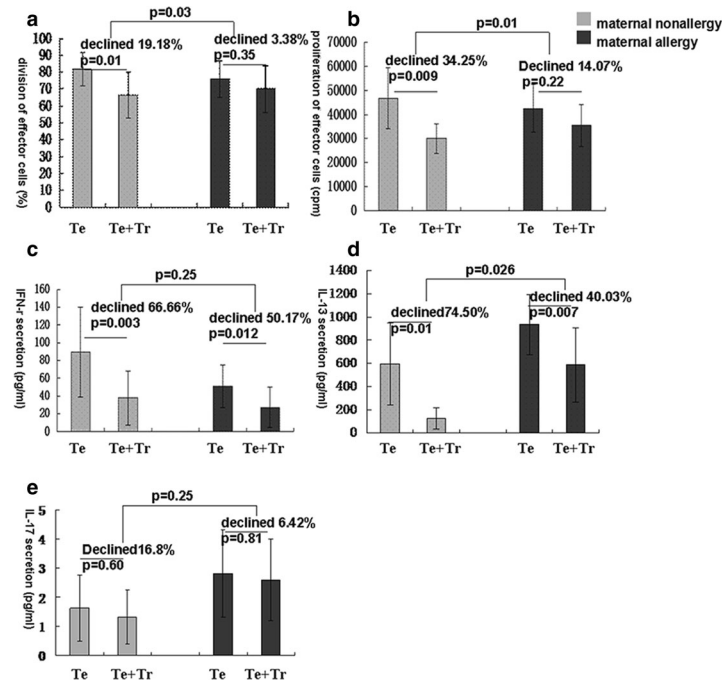 a
p=0.03
declined 19.18%
p=0.01
declined 3.38%
p=0.35
division of effector cells (%)
90
80
70
60
50
40
30
20
10
0
Te
Te+Tr
Te
Te+Tr
b
p=0.01
maternal nonallergy
maternal allergy
declined 34.25%
p=0.009
Declined 14.07%
p=0.22
proliferation of effector cells (cpm)
70000
60000
50000
40000
30000
20000
10000
0
Te
Te+Tr
Te
Te+Tr
c
p=0.25
declined 66.66%
p=0.003
declined 50.17%
p=0.012
IFN-r secretion (pg/ml)
160
140
120
100
80
60
40
20
0
Te
Te+Tr
Te
Te+Tr
d
p=0.026
declined74.50%
p=0.01
declined 40.03%
p=0.007
IL-13 secretion (pg/ml)
1400
1200
1000
800
600
400
200
0
Te
Te+Tr
Te
Te+Tr
e
p=0.25
Declined16.8%
p=0.60
declined 6.42%
p=0.81
IL-17 secretion (pg/ml)
5
4
3
2
1
0
Te
Te+Tr
Te
Te+Tr